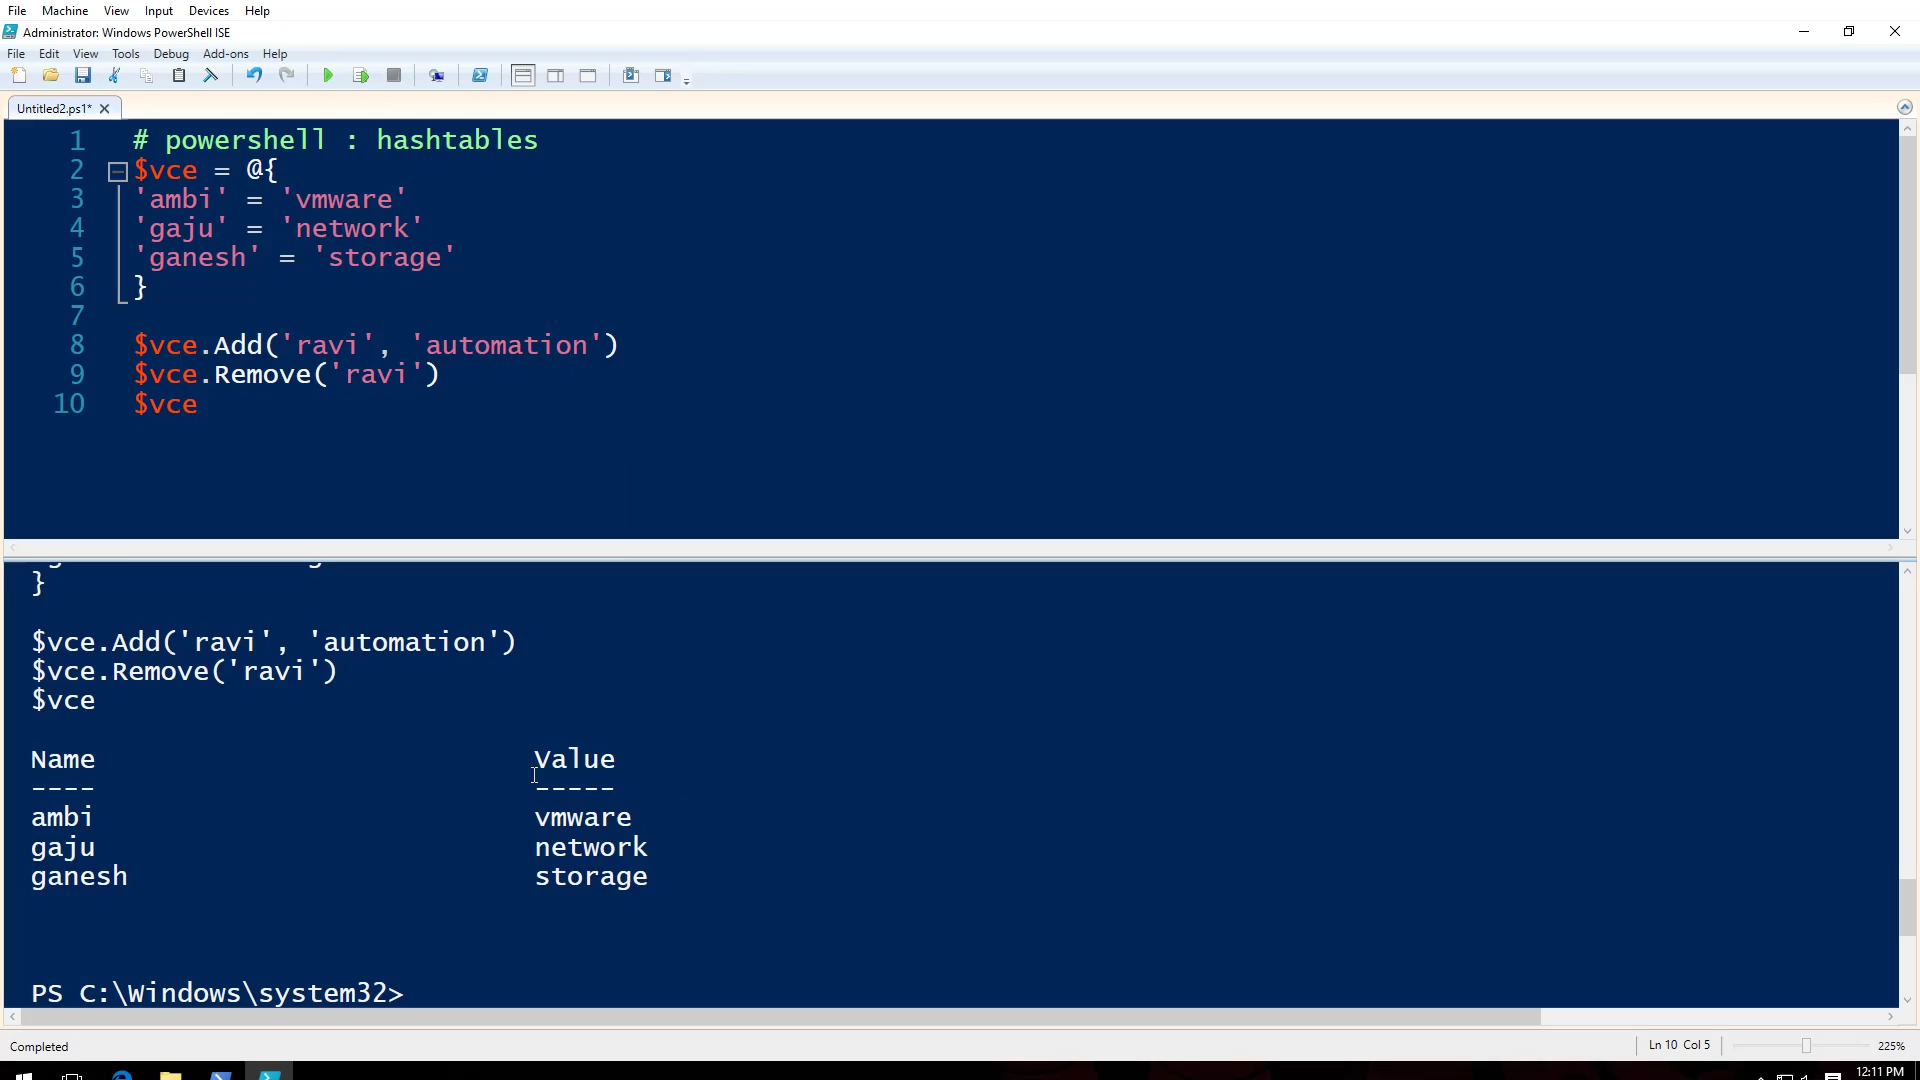 File Machine View Input Devices Help
Administrator: Windows PowerShell ISE
File Edit View Tools Debug Add-ons Help
Untitled2.ps1*
1 # powershell : hashtables
2 $vce = @{
3 'ambi' = 'vmware'
4 'gaju' = 'network'
5 'ganesh' = 'storage'
6 }
7
8 $vce.Add('ravi', 'automation')
9 $vce.Remove('ravi')
10 $vce
}
$vce.Add('ravi', 'automation')
$vce.Remove('ravi')
$vce
Name Value
---- -----
ambi vmware
gaju network
ganesh storage
PS C:\Windows\system32>
Completed Ln 10 Col 5 225%
12:11 PM